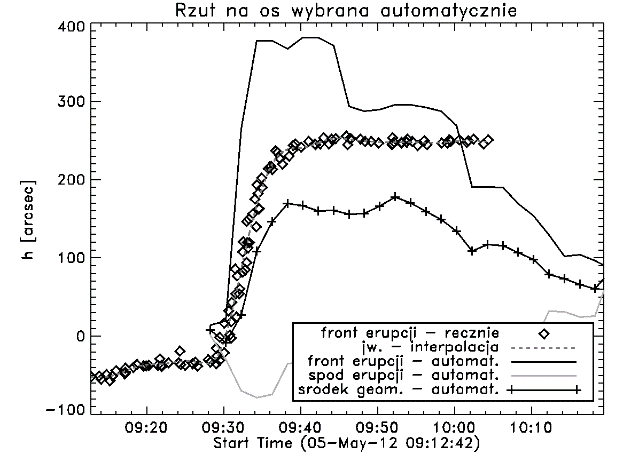 Rzut na os wybrana automatycznie
400
300
200
100
0
-100
h [arcsec]
front erupcji - recznie
jw. - interpolacja
front erupcji - automat.
spod erupcji - automat.
srodek geom. - automat.
09:20 09:30 09:40 09:50 10:00 10:10
Start Time (05-May-12 09:12:42)